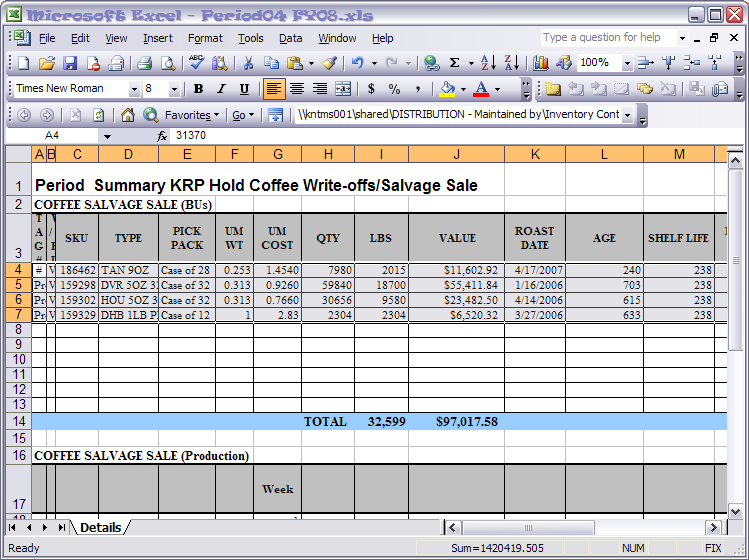 Microsoft Excel - Period04 FY08.xls
File Edit View Insert Format Tools Data Window Help Type a question for help
Σ 100%
Times New Roman 8 B I U $ % , A
Favorites Go \\kntms001\shared\DISTRIBUTION - Maintained by\Inventory Cont
A4 fx 31370
A B C D E F G H I J K L M
1 Period Summary KRP Hold Coffee Write-offs/Salvage Sale
2 COFFEE SALVAGE SALE (BUs)
3 TAG# SKU TYPE PICK PACK UM WT UM COST QTY LBS VALUE ROAST DATE AGE SHELF LIFE
4 # V 186462 TAN 9OZ Case of 28 0.253 1.4540 7980 2015 $11,602.92 4/17/2007 240 238
5 Pr V 159298 DVR 5OZ 32 Case of 32 0.313 0.9260 59840 18700 $55,411.84 1/16/2006 703 238
6 Pr V 159302 HOU 5OZ 3 Case of 32 0.313 0.7660 30656 9580 $23,482.50 4/14/2006 615 238
7 Pr V 159329 DHB 1LB P Case of 12 1 2.83 2304 2304 $6,520.32 3/27/2006 633 238
8
9
10
11
12
13
14 TOTAL 32,599 $97,017.58
15
16 COFFEE SALVAGE SALE (Production)
17 Week
18
Details
Ready Sum=1420419.505 NUM FIX